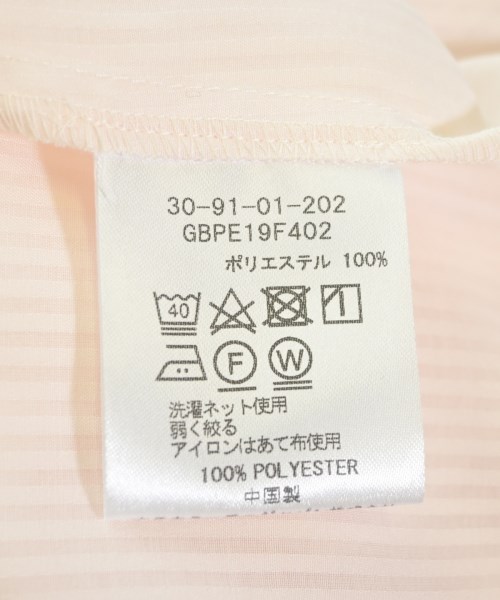 30-91-01-202
GBPE19F402
ポリエステル 100%
40
F W
洗濯ネット使用
弱く絞る
アイロンはあて布使用
100% POLYESTER
中国製